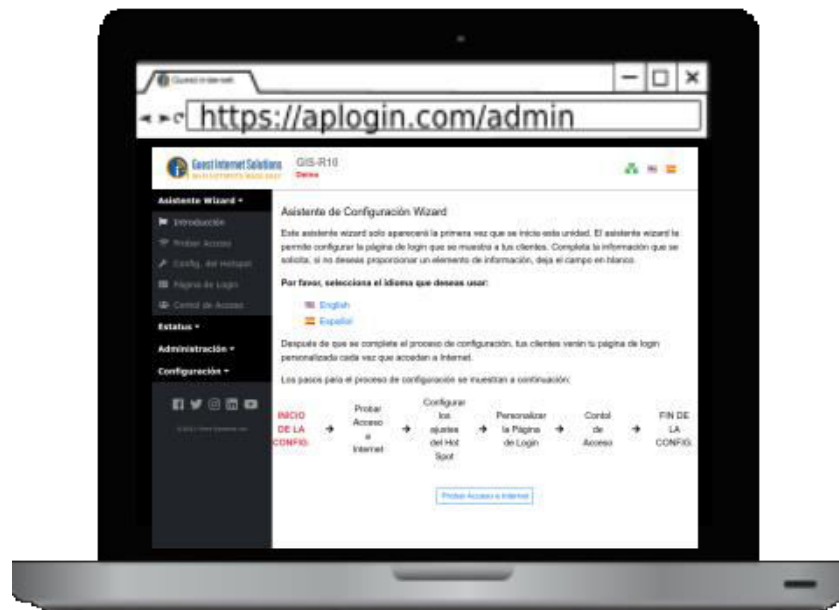 Guest Internet
https://aplogin.com/admin
Guest Internet Solutions
GIS-R10
Demo
Asistente Wizard
Introducción
Probar Acceso
Config. del Hotspot
Página de Login
Contol de Acceso
Estatus
Administración
Configuración
Asistente de Configuración Wizard
Este asistente wizard solo aparecerá la primera vez que se inicie esta unidad. El asistente wizard te
permite configurar la página de login que se muestra a tus clientes. Completa la información que se
solicita, si no deseas proporcionar un elemento de información, deja el campo en blanco.
Por favor, selecciona el idioma que deseas usar:
English
Español
Después de que se complete el proceso de configuración, tus clientes verán tu página de login
personalizada cada vez que accedan a Internet.
Los pasos para el proceso de configuración se muestran a continuación:
INICIO
DE LA
CONFIG.
→
Probar
Acceso
a
Internet
→
Configurar
los
ajustes
del Hot
Spot
→
Personalizar
la Página
de Login
→
Contol
de
Acceso
→
FIN DE
LA
CONFIG.
Probar Acceso a Internet